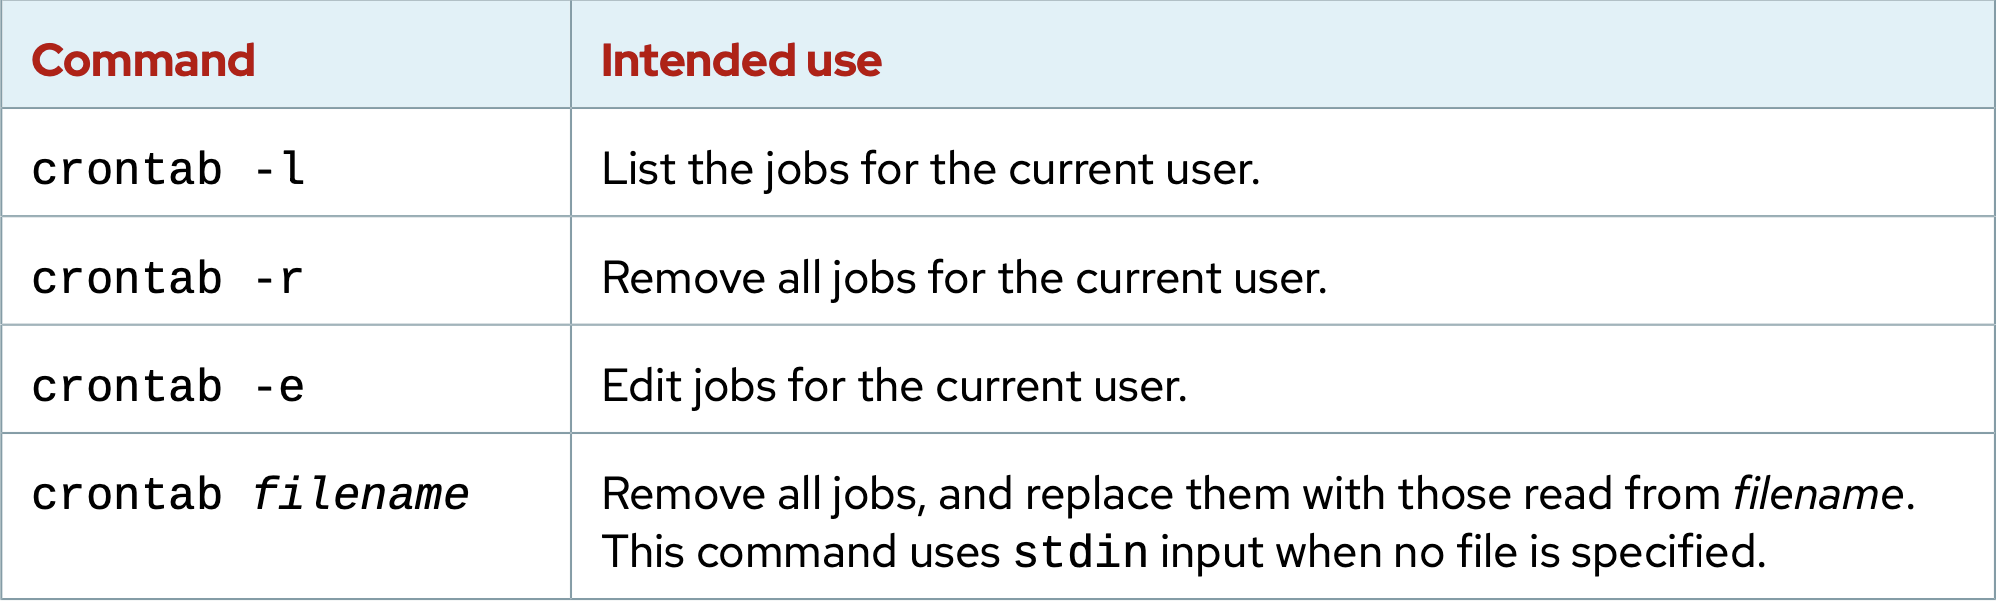 Command Intended use
crontab -l List the jobs for the current user.
crontab -r Remove all jobs for the current user.
crontab -e Edit jobs for the current user.
crontab filename Remove all jobs, and replace them with those read from filename.
This command uses stdin input when no file is specified.